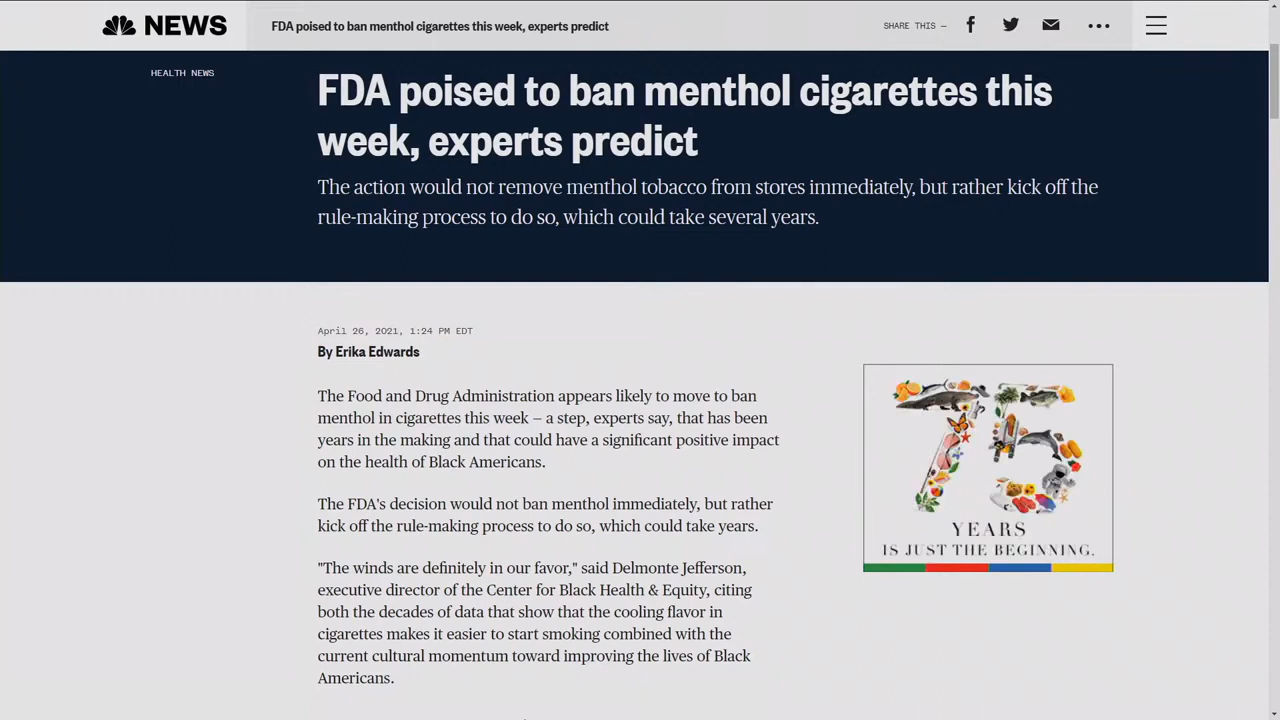 NEWS
FDA poised to ban menthol cigarettes this week, experts predict
SHARE THIS —
HEALTH NEWS
FDA poised to ban menthol cigarettes this
week, experts predict
The action would not remove menthol tobacco from stores immediately, but rather kick off the
rule-making process to do so, which could take several years.
April 26, 2021, 1:24 PM EDT
By Erika Edwards
The Food and Drug Administration appears likely to move to ban
menthol in cigarettes this week — a step, experts say, that has been
years in the making and that could have a significant positive impact
on the health of Black Americans.
The FDA's decision would not ban menthol immediately, but rather
kick off the rule-making process to do so, which could take years.
"The winds are definitely in our favor," said Delmonte Jefferson,
executive director of the Center for Black Health & Equity, citing
both the decades of data that show that the cooling flavor in
cigarettes makes it easier to start smoking combined with the
current cultural momentum toward improving the lives of Black
Americans.
75
YEARS
IS JUST THE BEGINNING.